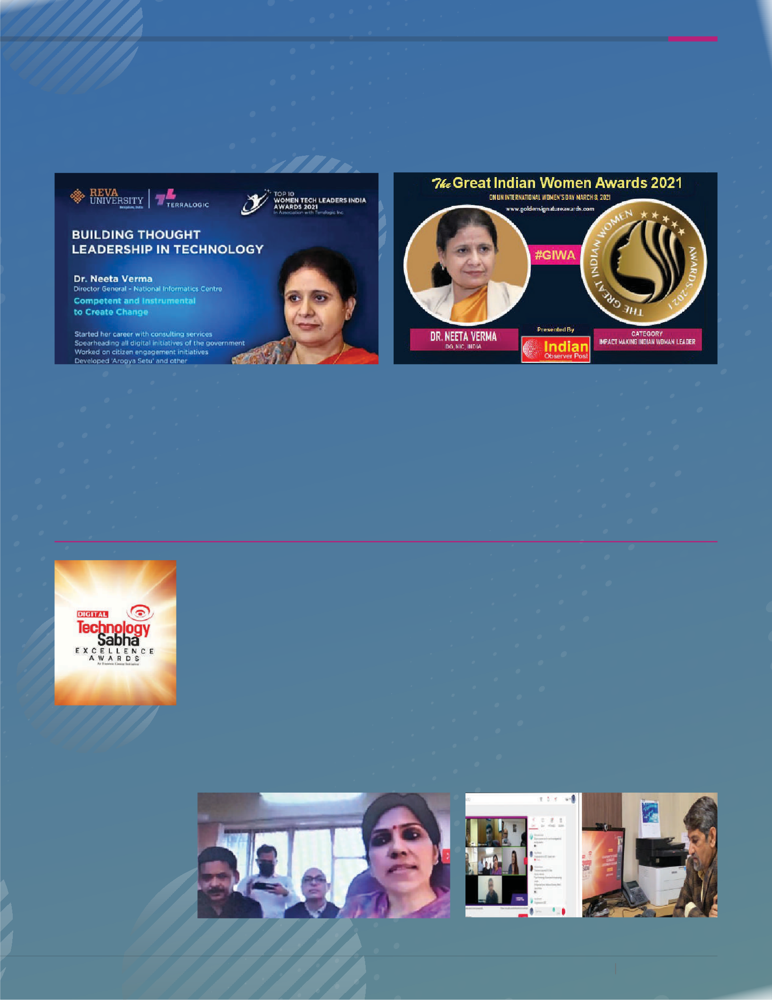 REVA
UNIVERSITY
Bengaluru, India
TERRALOGIC
TOP 10
WOMEN TECH LEADERS INDIA
AWARDS 2021
In Association with Terralogic Inc
BUILDING THOUGHT
LEADERSHIP IN TECHNOLOGY
Dr. Neeta Verma
Director General - National Informatics Centre
Competent and Instrumental
to Create Change
Started her career with consulting services
Spearheading all digital initiatives of the government
Worked on citizen engagement initiatives
Developed 'Arogya Setu' and other
The Great Indian Women Awards 2021
ON UN INTERNATIONAL WOMEN'S DAY MARCH 8, 2021
www.goldensignatureawards.com
#GIWA
THE GREAT INDIAN WOMEN
AWARDS-2021
DR. NEETA VERMA
DG, NIC, INDIA
Presented By
Indian
Observer Post
CATEGORY
IMPACT MAKING INDIAN WOMAN LEADER
DIGITAL
Technology
Sabha
EXCELLENCE
AWARDS